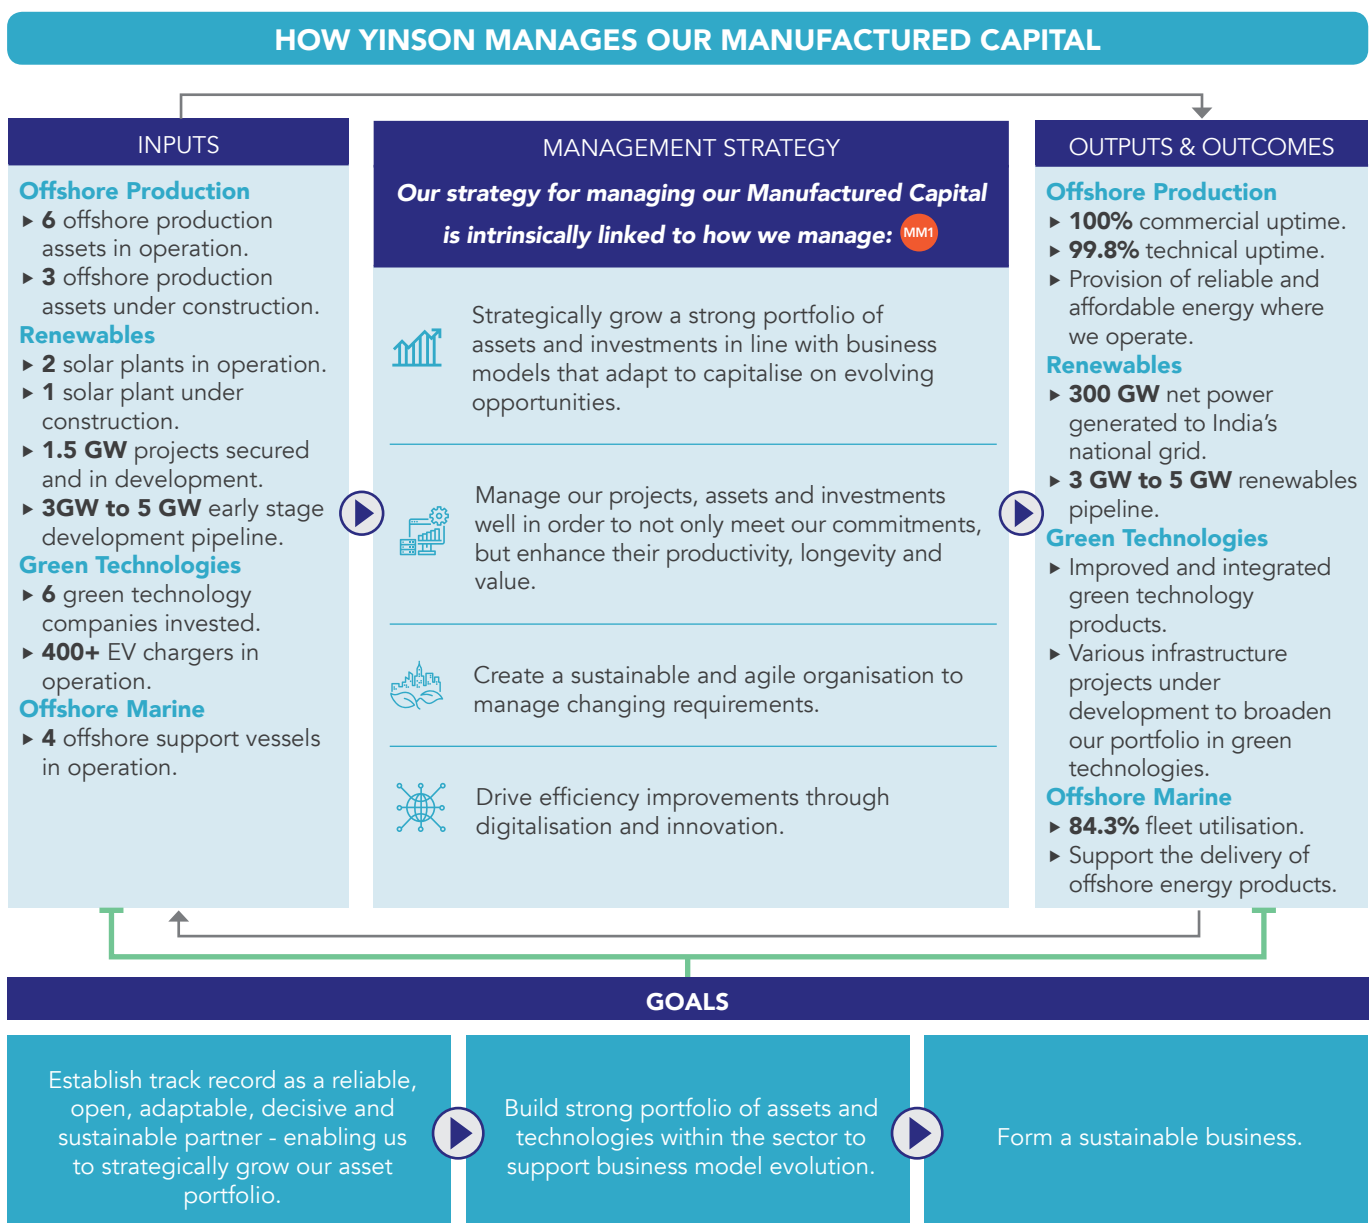 HOW YINSON MANAGES OUR MANUFACTURED CAPITAL
INPUTS
Offshore Production
▸ 6 offshore production
assets in operation.
▸ 3 offshore production
assets under construction.
Renewables
▸ 2 solar plants in operation.
▸ 1 solar plant under
construction.
▸ 1.5 GW projects secured
and in development.
▸ 3GW to 5 GW early stage
development pipeline.
Green Technologies
▸ 6 green technology
companies invested.
▸ 400+ EV chargers in
operation.
Offshore Marine
▸ 4 offshore support vessels
in operation.
MANAGEMENT STRATEGY
Our strategy for managing our Manufactured Capital
is intrinsically linked to how we manage: MM1
Strategically grow a strong portfolio of
assets and investments in line with business
models that adapt to capitalise on evolving
opportunities.
Manage our projects, assets and investments
well in order to not only meet our commitments,
but enhance their productivity, longevity and
value.
Create a sustainable and agile organisation to
manage changing requirements.
Drive efficiency improvements through
digitalisation and innovation.
OUTPUTS & OUTCOMES
Offshore Production
▸ 100% commercial uptime.
▸ 99.8% technical uptime.
▸ Provision of reliable and
affordable energy where
we operate.
Renewables
▸ 300 GW net power
generated to India's
national grid.
▸ 3 GW to 5 GW renewables
pipeline.
Green Technologies
▸ Improved and integrated
green technology
products.
▸ Various infrastructure
projects under
development to broaden
our portfolio in green
technologies.
Offshore Marine
▸ 84.3% fleet utilisation.
▸ Support the delivery of
offshore energy products.
GOALS
Establish track record as a reliable,
open, adaptable, decisive and
sustainable partner - enabling us
to strategically grow our asset
portfolio.
Build strong portfolio of assets and
technologies within the sector to
support business model evolution.
Form a sustainable business.